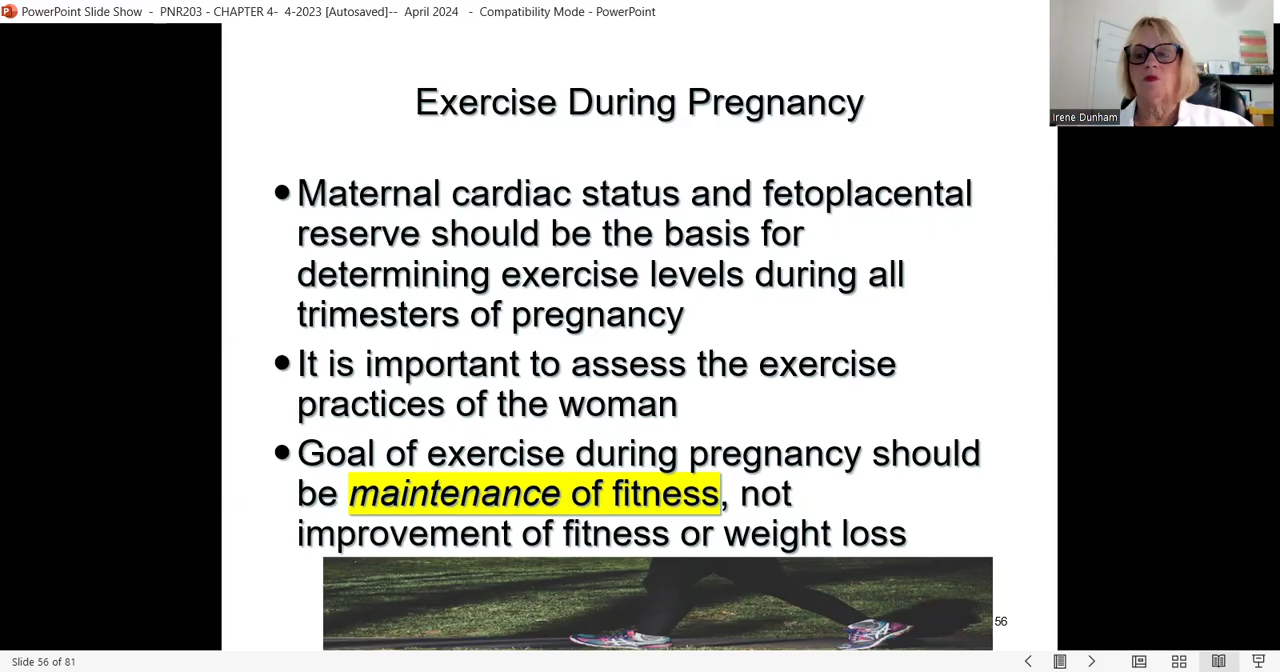 PowerPoint Slide Show - PNR203 - CHAPTER 4- 4-2023 [Autosaved]-- April 2024 - Compatibility Mode - PowerPoint
Irene Dunham
Exercise During Pregnancy
• Maternal cardiac status and fetoplacental
reserve should be the basis for
determining exercise levels during all
trimesters of pregnancy
• It is important to assess the exercise
practices of the woman
• Goal of exercise during pregnancy should
be maintenance of fitness, not
improvement of fitness or weight loss
56
Slide 56 of 81